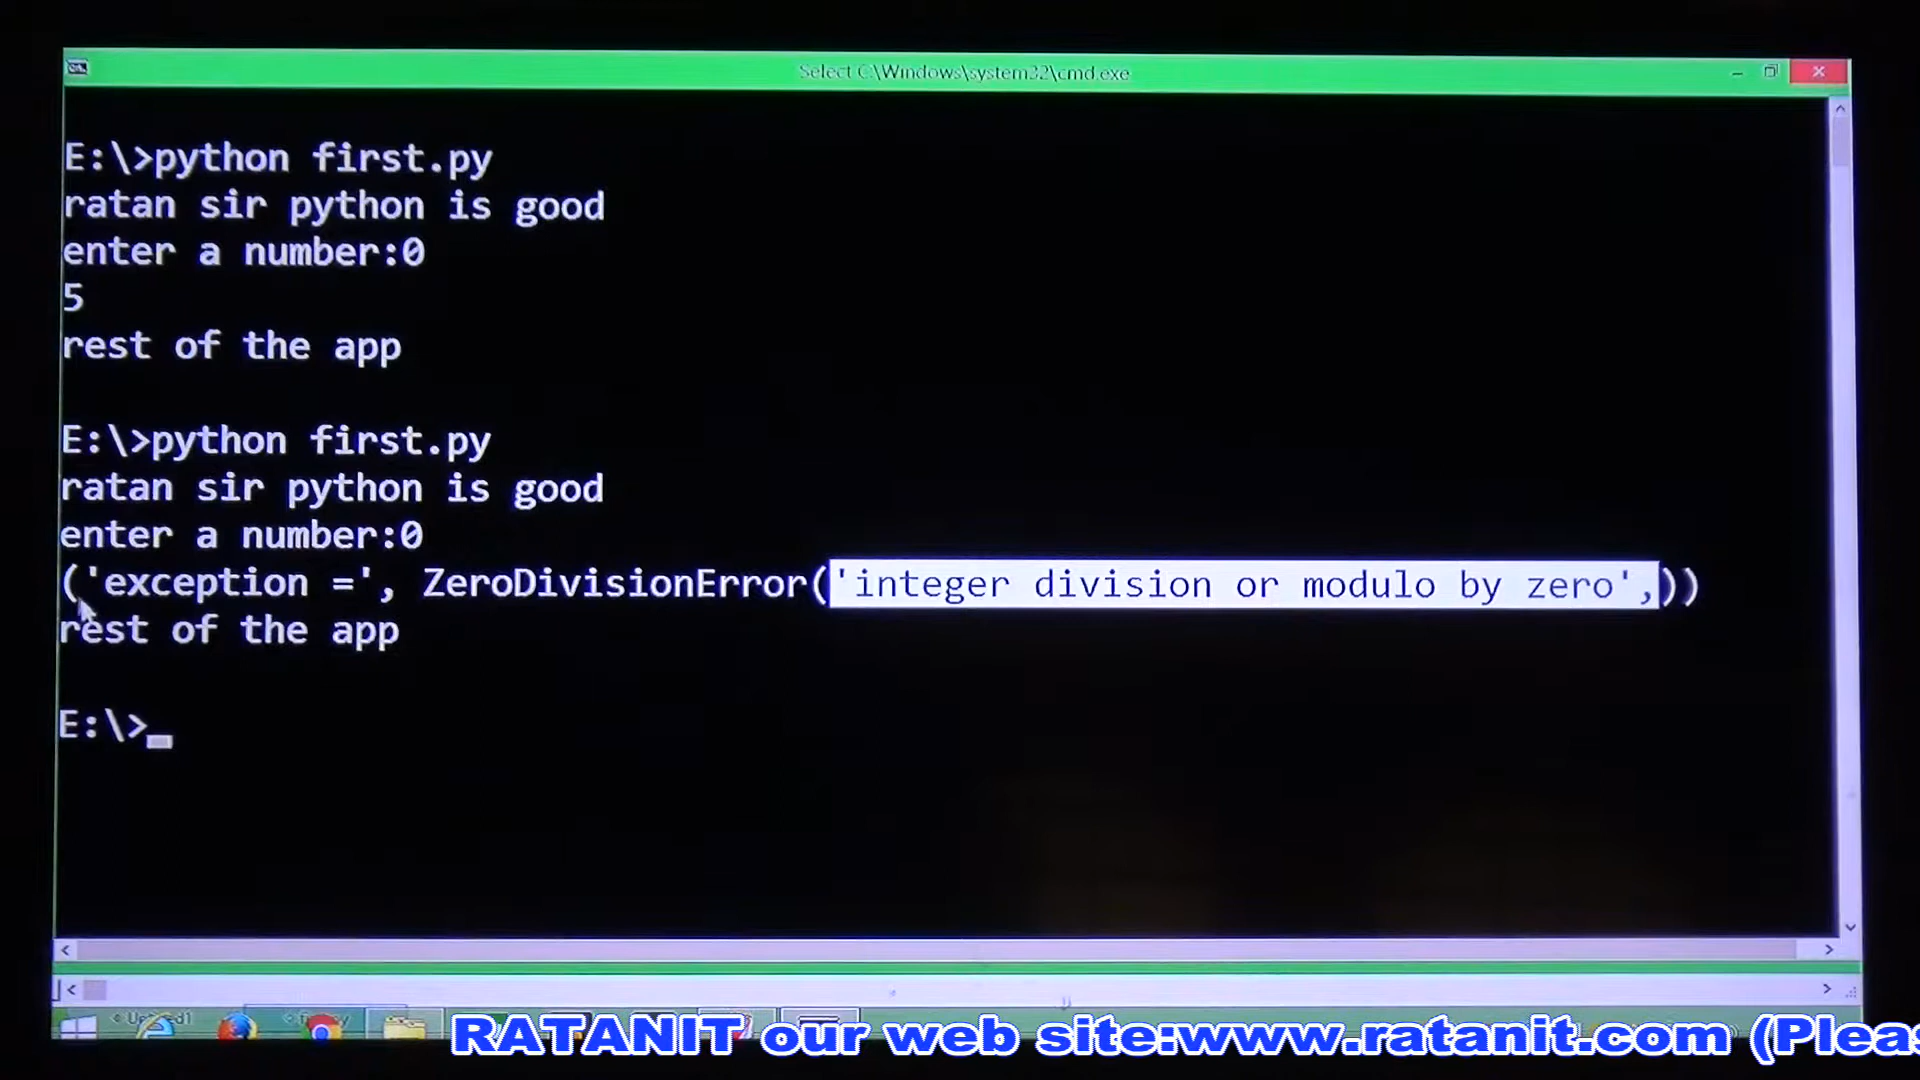 Select C:\Windows\system32\cmd.exe
E:\>python first.py
ratan sir python is good
enter a number:0
5
rest of the app
E:\>python first.py
ratan sir python is good
enter a number:0
('exception =', ZeroDivisionError('integer division or modulo by zero',))
rest of the app
E:\>
RATANIT our web site:www.ratanit.com (Pleas